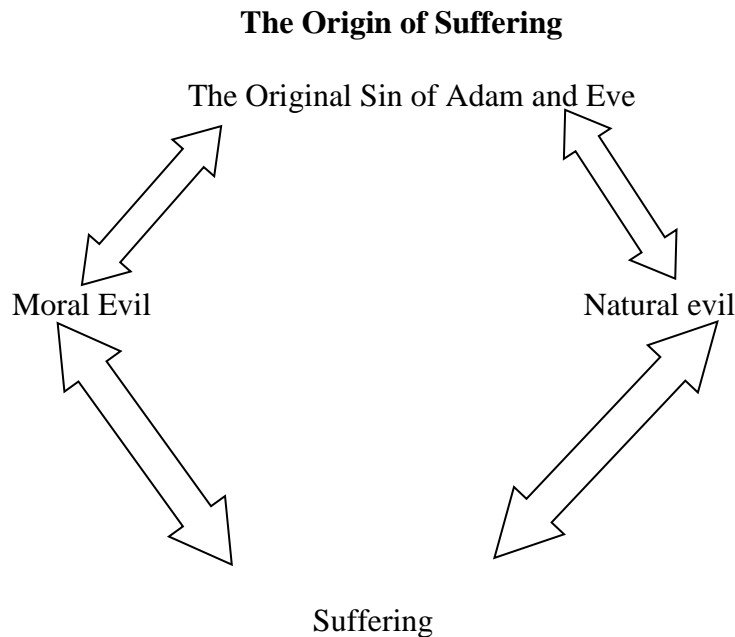 The Origin of Suffering
The Original Sin of Adam and Eve
Moral Evil
Natural evil
Suffering